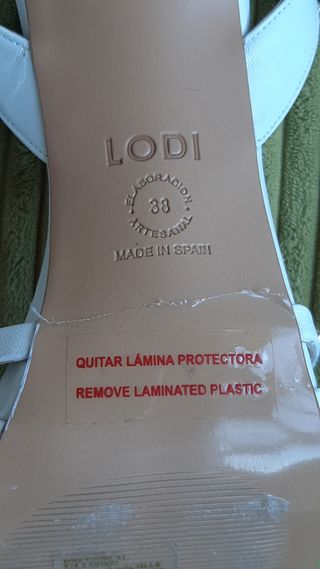 LODI
ELABORACION
38
ARTESANAL
MADE IN SPAIN
QUITAR LÁMINA PROTECTORA
REMOVE LAMINATED PLASTIC